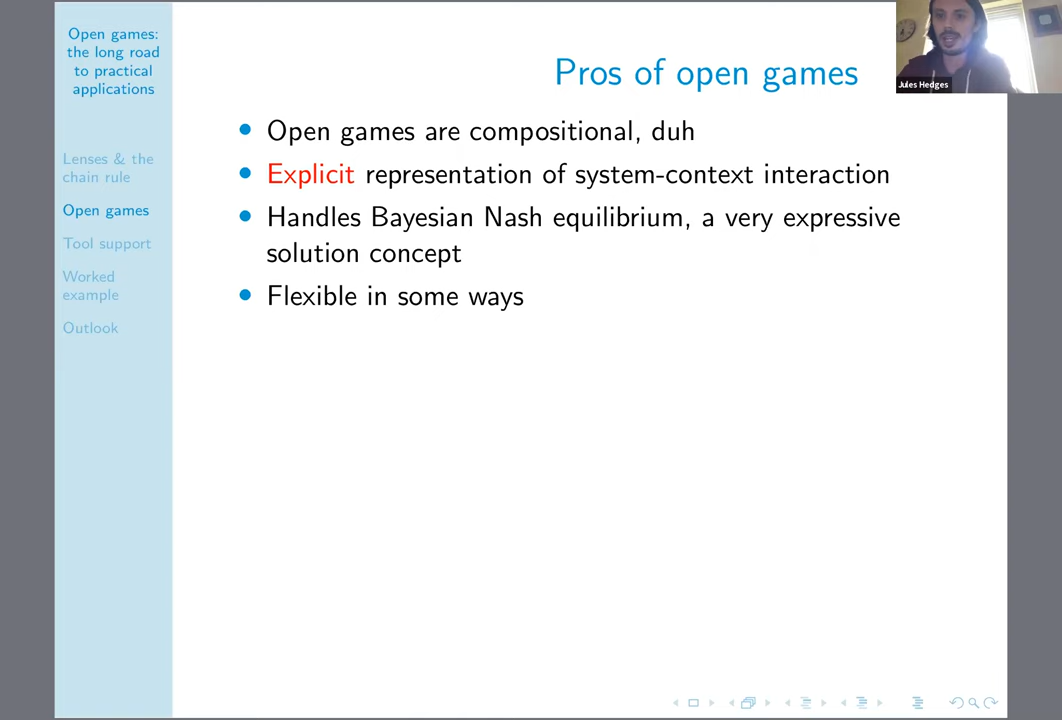 Open games:
the long road
to practical
applications
Lenses & the
chain rule
Open games
Tool support
Worked
example
Outlook
Pros of open games
Jules Hedges
Open games are compositional, duh
Explicit representation of system-context interaction
Handles Bayesian Nash equilibrium, a very expressive
solution concept
Flexible in some ways